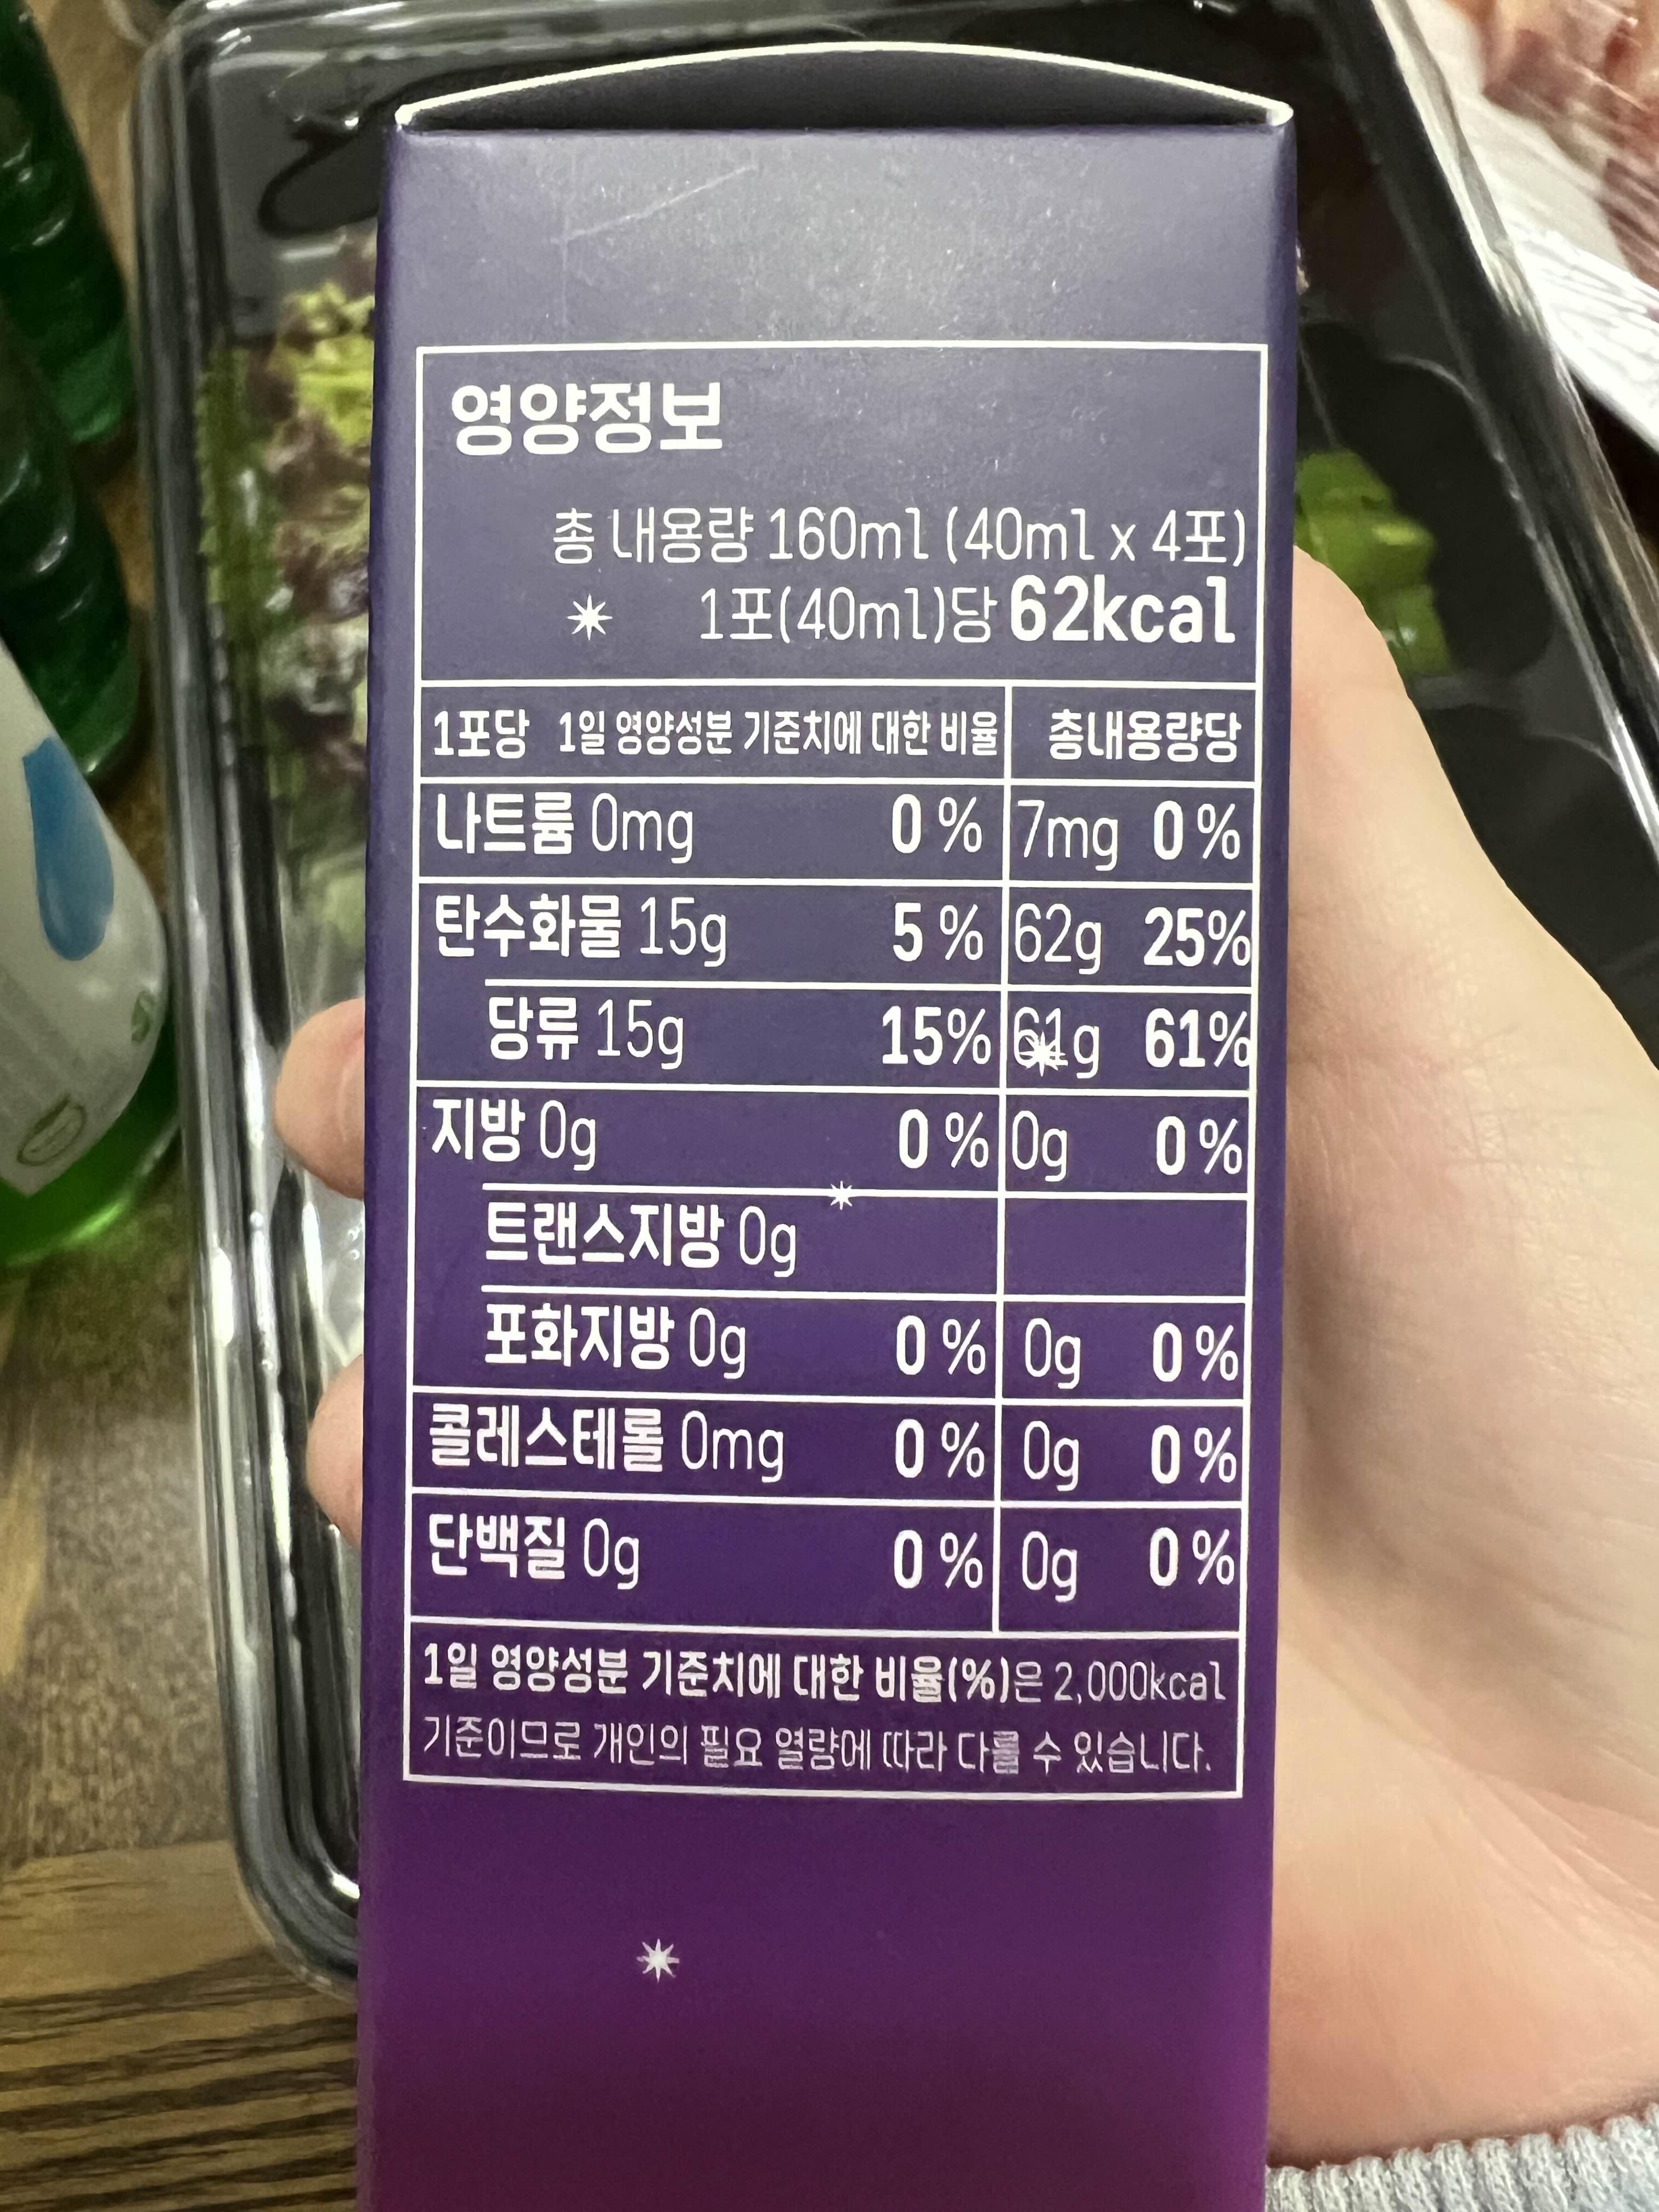 영양정보
총 내용량 160ml (40ml x 4포)
1포(40ml)당 62kcal
1포당 1일 영양성분 기준치에 대한 비율 총내용량당
나트륨 0mg 0 % 7mg 0 %
탄수화물 15g 5 % 62g 25%
당류 15g 15% 61g 61%
지방 0g 0 % 0g 0 %
트랜스지방 0g
포화지방 0g 0 % 0g 0 %
콜레스테롤 0mg 0 % 0g 0 %
단백질 0g 0 % 0g 0 %
1일 영양성분 기준치에 대한 비율(%)은 2,000kcal
기준이므로 개인의 필요 열량에 따라 다를 수 있습니다.